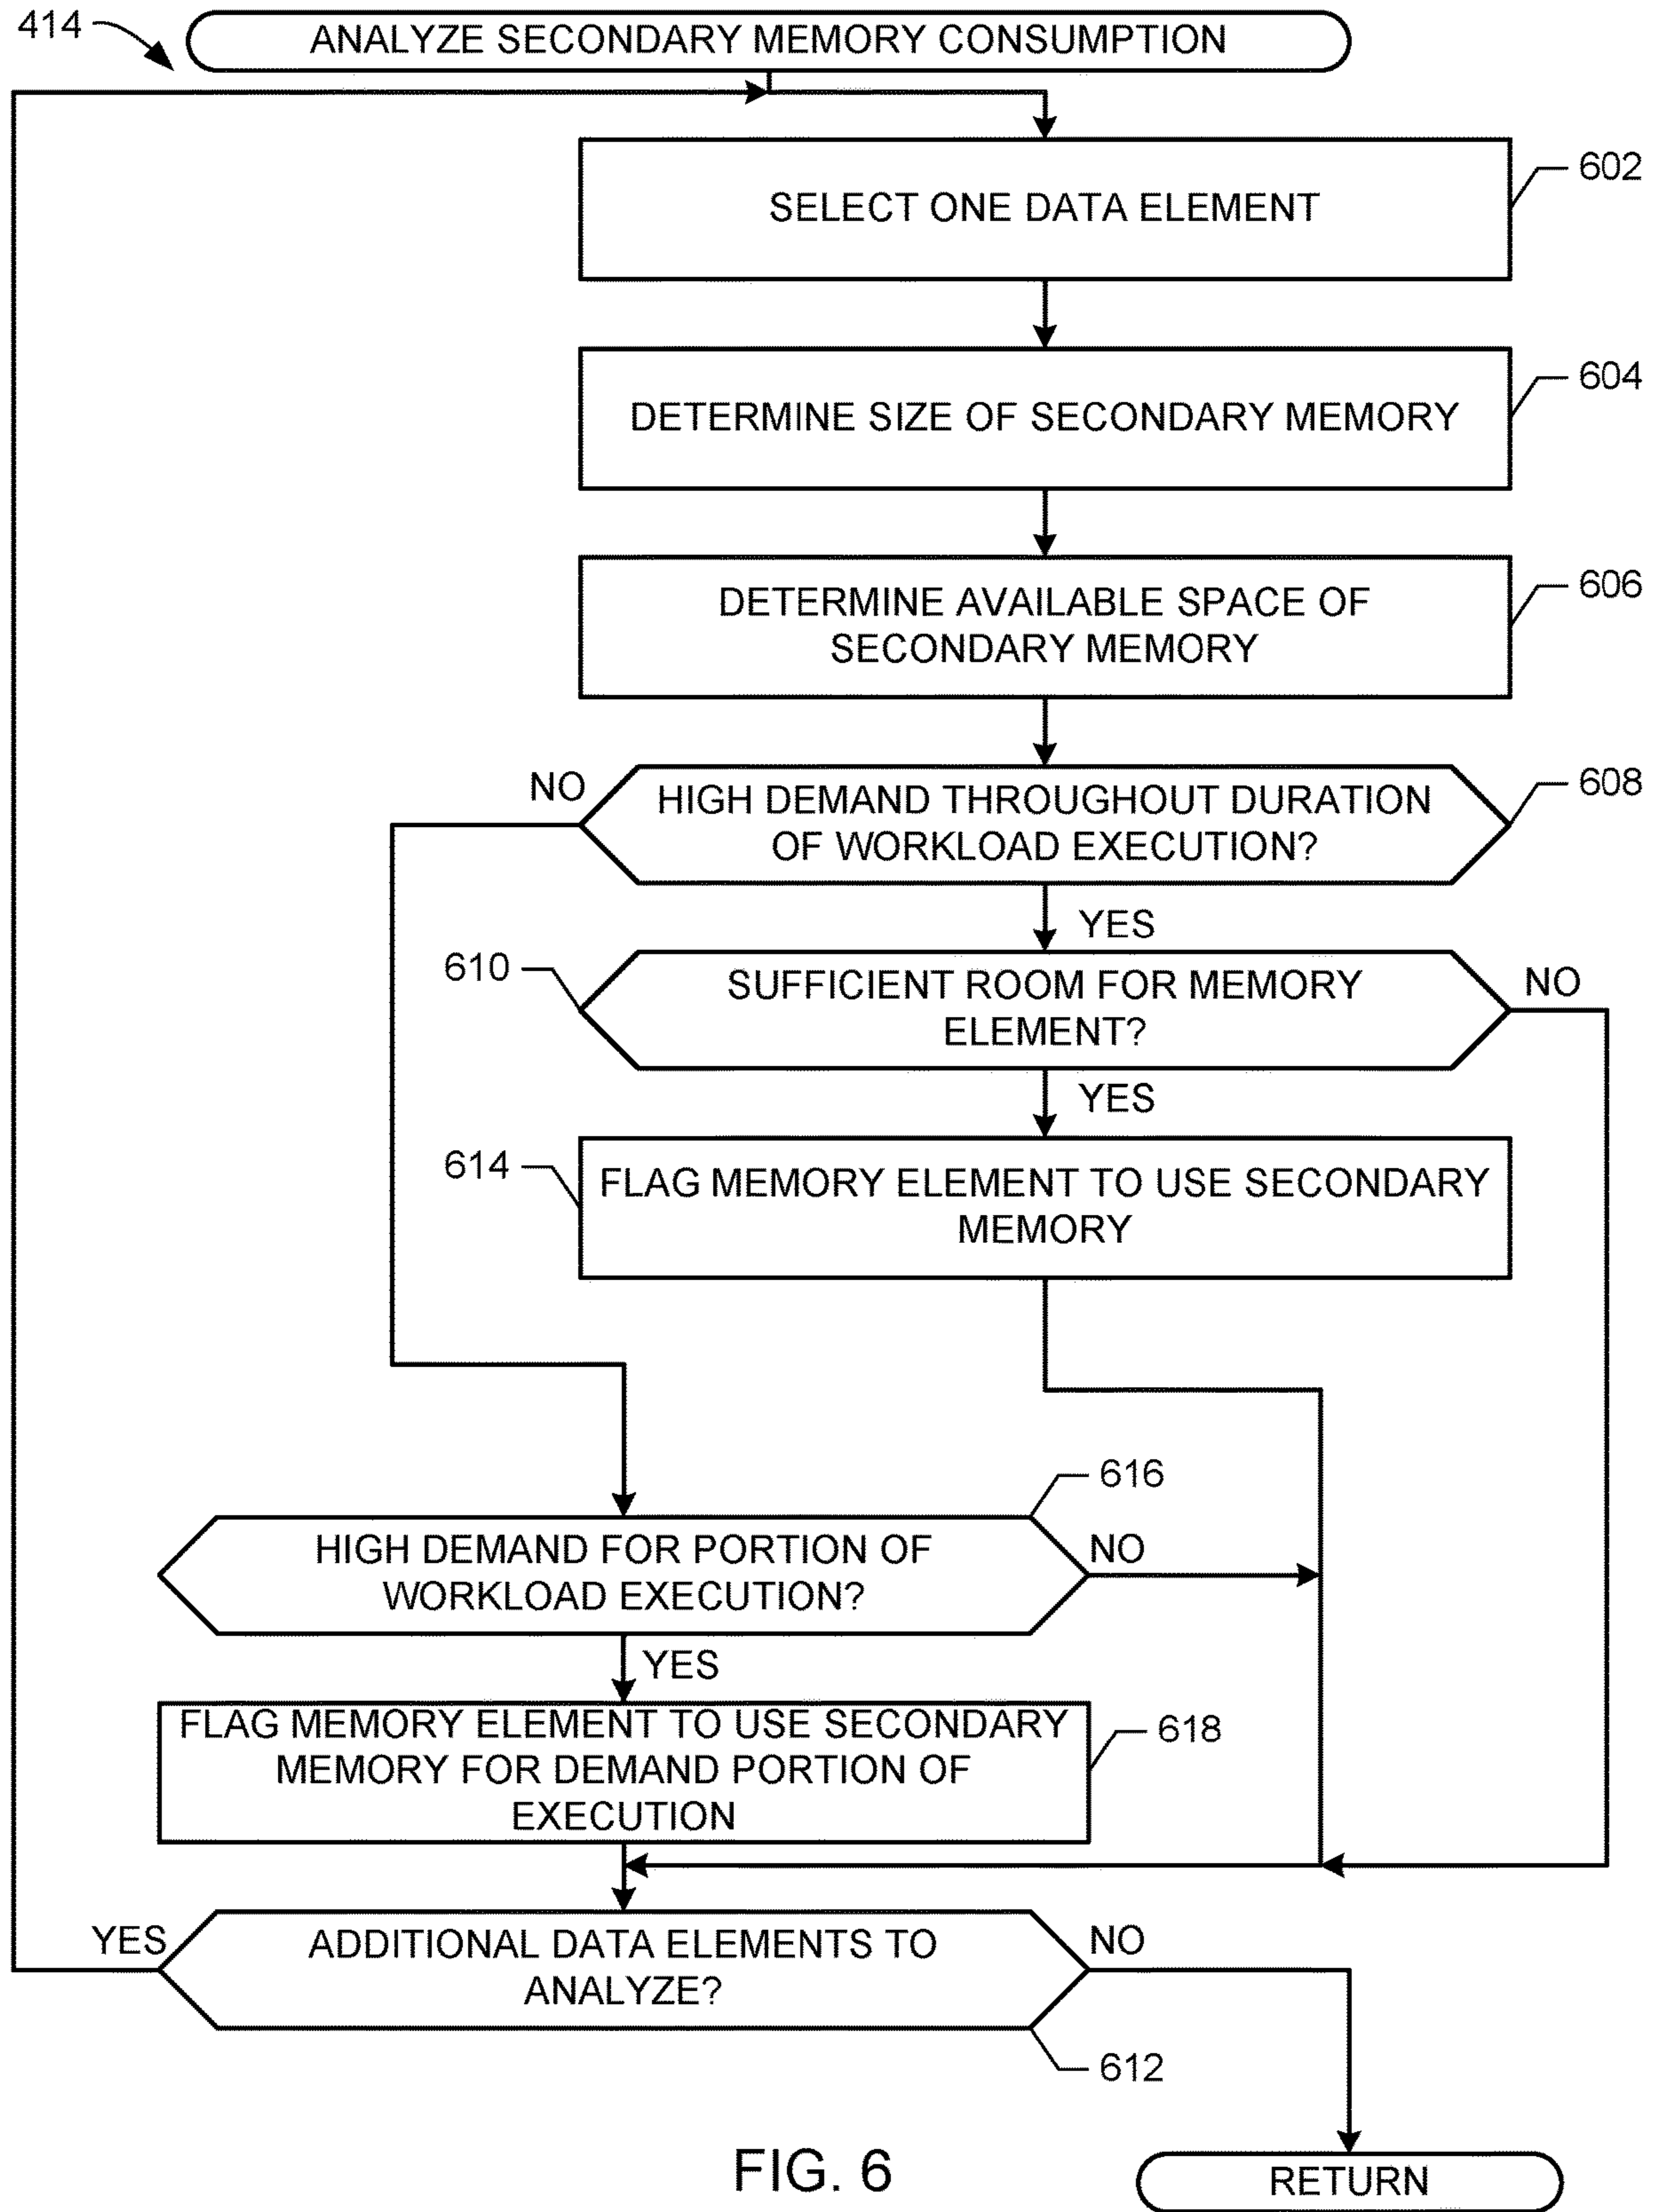 414
ANALYZE SECONDARY MEMORY CONSUMPTION
602
SELECT ONE DATA ELEMENT
604
DETERMINE SIZE OF SECONDARY MEMORY
606
DETERMINE AVAILABLE SPACE OF
SECONDARY MEMORY
608
NO
HIGH DEMAND THROUGHOUT DURATION
OF WORKLOAD EXECUTION?
YES
610
SUFFICIENT ROOM FOR MEMORY
ELEMENT?
NO
YES
614
FLAG MEMORY ELEMENT TO USE SECONDARY
MEMORY
616
HIGH DEMAND FOR PORTION OF
WORKLOAD EXECUTION?
NO
YES
FLAG MEMORY ELEMENT TO USE SECONDARY
MEMORY FOR DEMAND PORTION OF
EXECUTION
618
YES
ADDITIONAL DATA ELEMENTS TO
ANALYZE?
NO
612
FIG. 6
RETURN